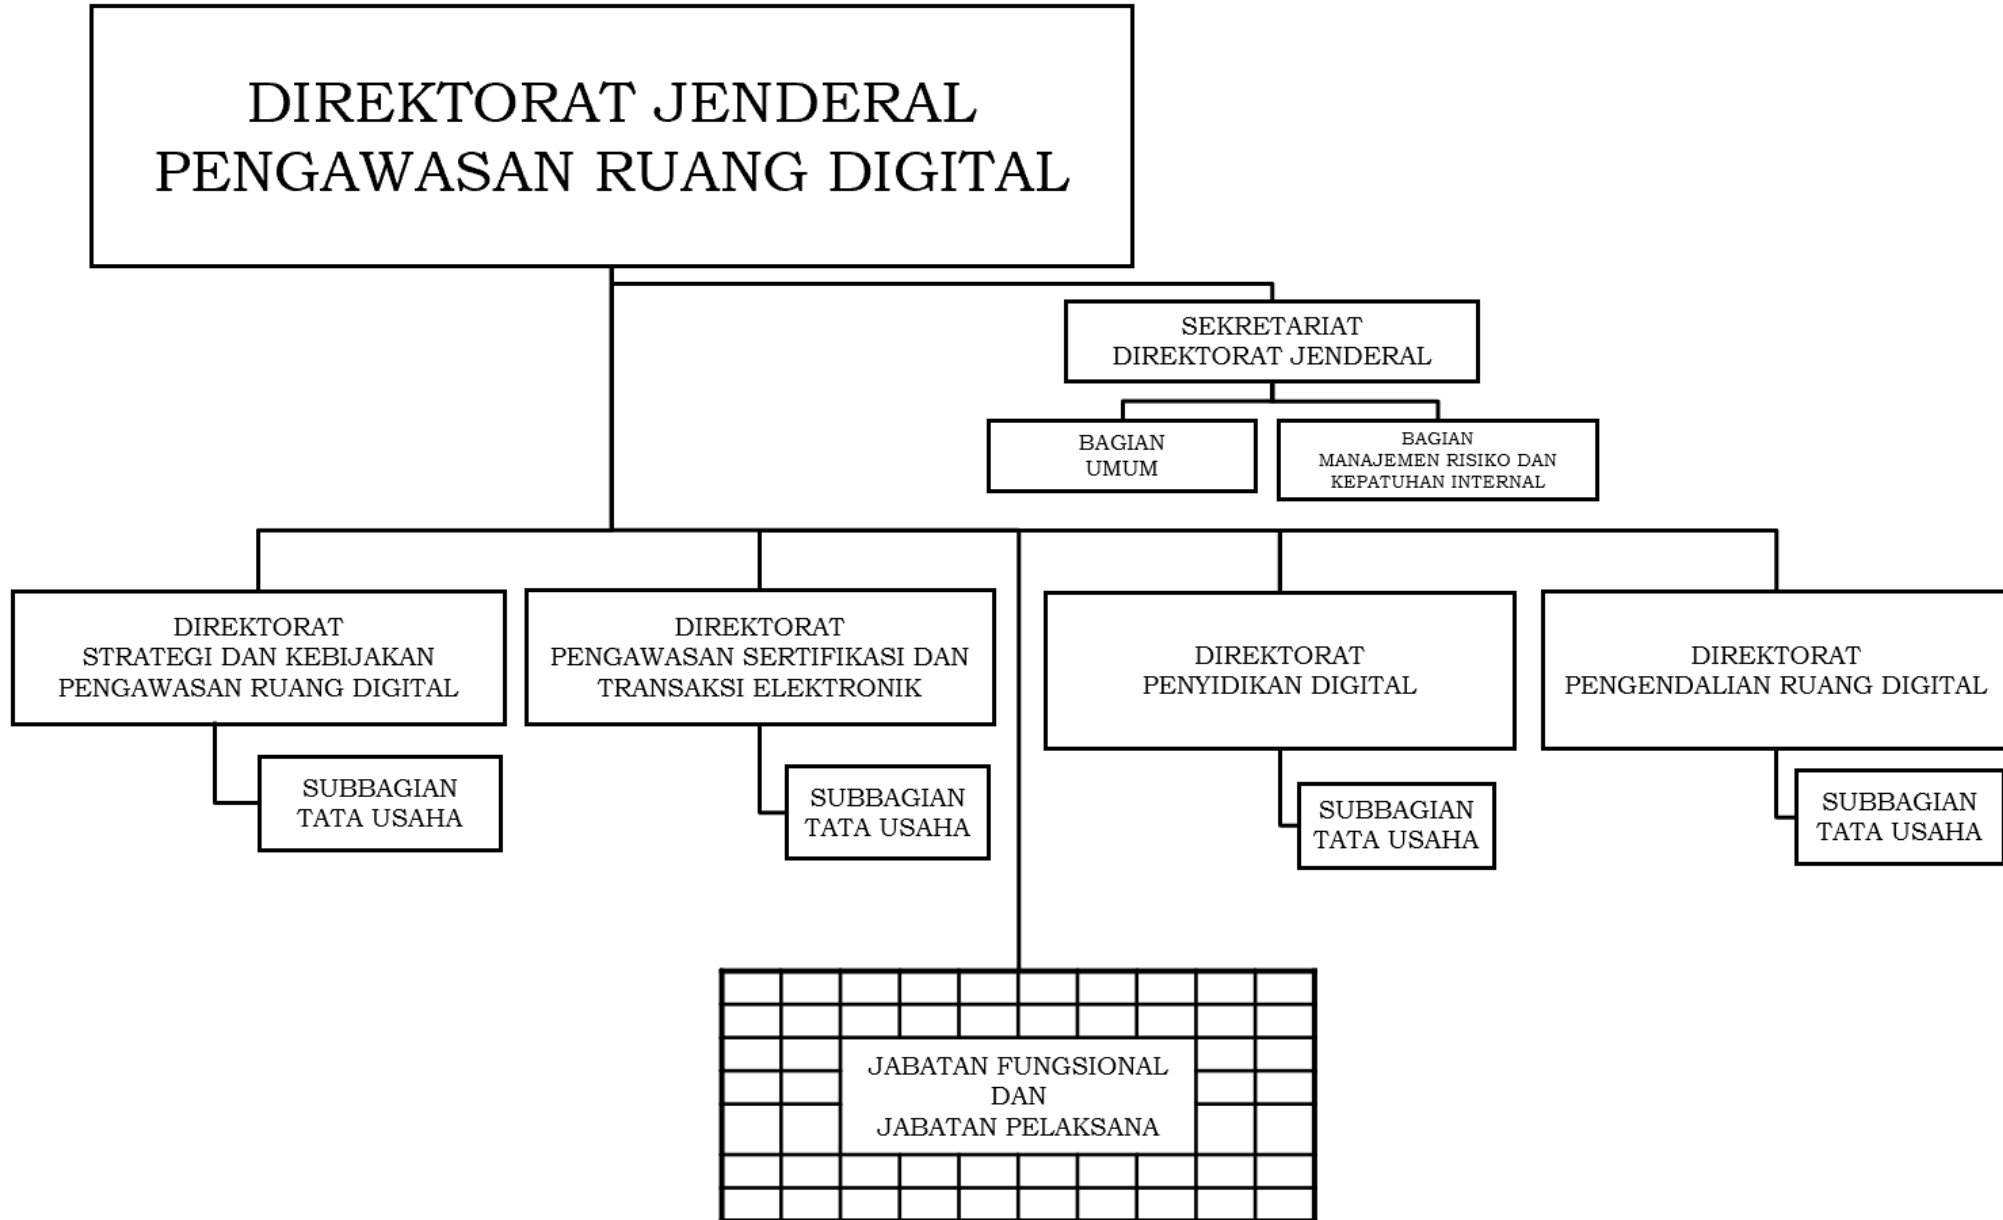 DIREKTORAT JENDERAL
PENGAWASAN RUANG DIGITAL
SEKRETARIAT
DIREKTORAT JENDERAL
BAGIAN
UMUM
BAGIAN
MANAJEMEN RISIKO DAN
KEPATUHAN INTERNAL
DIREKTORAT
STRATEGI DAN KEBIJAKAN
PENGAWASAN RUANG DIGITAL
DIREKTORAT
PENGAWASAN SERTIFIKASI DAN
TRANSAKSI ELEKTRONIK
DIREKTORAT
PENYIDIKAN DIGITAL
DIREKTORAT
PENGENDALIAN RUANG DIGITAL
SUBBAGIAN
TATA USAHA
SUBBAGIAN
TATA USAHA
SUBBAGIAN
TATA USAHA
SUBBAGIAN
TATA USAHA
JABATAN FUNGSIONAL
DAN
JABATAN PELAKSANA